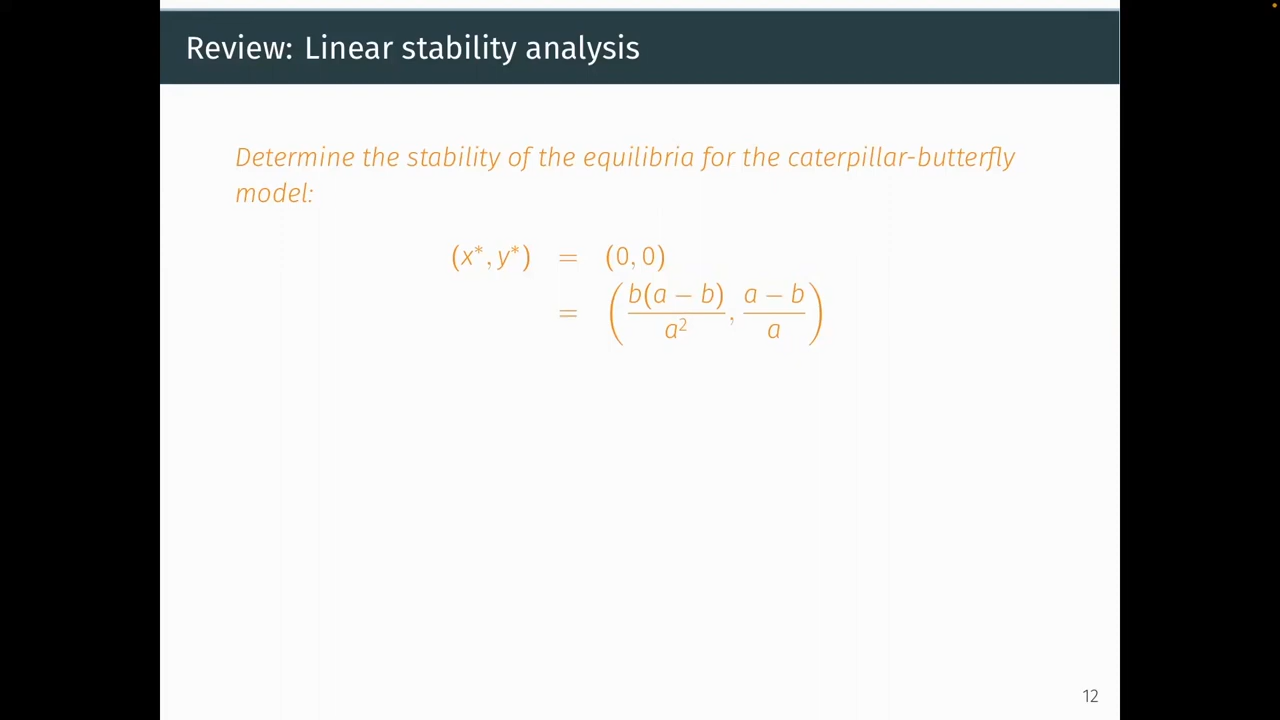 Review: Linear stability analysis
Determine the stability of the equilibria for the caterpillar-butterfly
model:
(x*, y*) = (0, 0)
= ( b(a − b) / a², a − b / a )
12